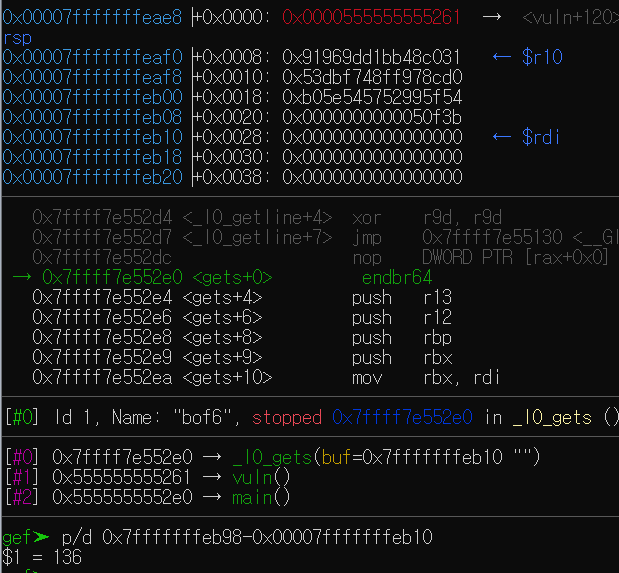 0x00007fffffffeae8│+0x0000: 0x0000555555555261  →  <vuln+120>
rsp
0x00007fffffffeaf0│+0x0008: 0x91969dd1bb48c031   ← $r10
0x00007fffffffeaf8│+0x0010: 0x53dbf748ff978cd0
0x00007fffffffeb00│+0x0018: 0xb05e545752995f54
0x00007fffffffeb08│+0x0020: 0x0000000000050f3b
0x00007fffffffeb10│+0x0028: 0x0000000000000000   ← $rdi
0x00007fffffffeb18│+0x0030: 0x0000000000000000
0x00007fffffffeb20│+0x0038: 0x0000000000000000
0x7ffff7e552d4 <_IO_getline+4>  xor    r9d, r9d
0x7ffff7e552d7 <_IO_getline+7>  jmp    0x7ffff7e55130 <__GI
0x7ffff7e552dc                  nop    DWORD PTR [rax+0x0]
→ 0x7ffff7e552e0 <gets+0>         endbr64
0x7ffff7e552e4 <gets+4>         push   r13
0x7ffff7e552e6 <gets+6>         push   r12
0x7ffff7e552e8 <gets+8>         push   rbp
0x7ffff7e552e9 <gets+9>         push   rbx
0x7ffff7e552ea <gets+10>        mov    rbx, rdi
[#0] Id 1, Name: "bof6", stopped 0x7ffff7e552e0 in _IO_gets ()
[#0] 0x7ffff7e552e0 → _IO_gets(buf=0x7fffffffeb10 "")
[#1] 0x555555555261 → vuln()
[#2] 0x5555555552e0 → main()
gef➤  p/d 0x7fffffffeb98-0x00007fffffffeb10
$1 = 136